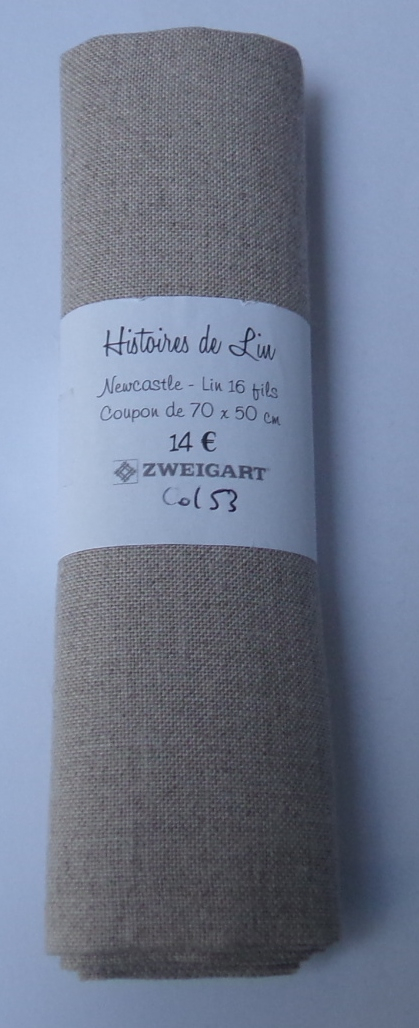 Histoires de Lin
Newcastle - Lin 16 fils
Coupon de 70 x 50 cm
14 €
ZWEIGART
Col 53